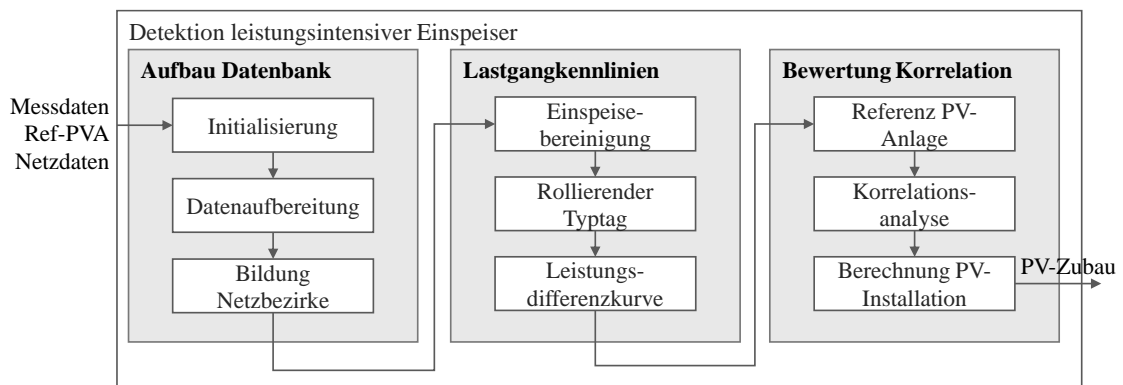 Detektion leistungsintensiver Einspeiser
Messdaten
Ref-PVA
Netzdaten
Aufbau Datenbank
Initialisierung
Datenaufbereitung
Bildung
Netzbezirke
Lastgangkennlinien
Einspeise-
bereinigung
Rollierender
Typtag
Leistungs-
differenzkurve
Bewertung Korrelation
Referenz PV-
Anlage
Korrelations-
analyse
Berechnung PV-
Installation
PV-Zubau